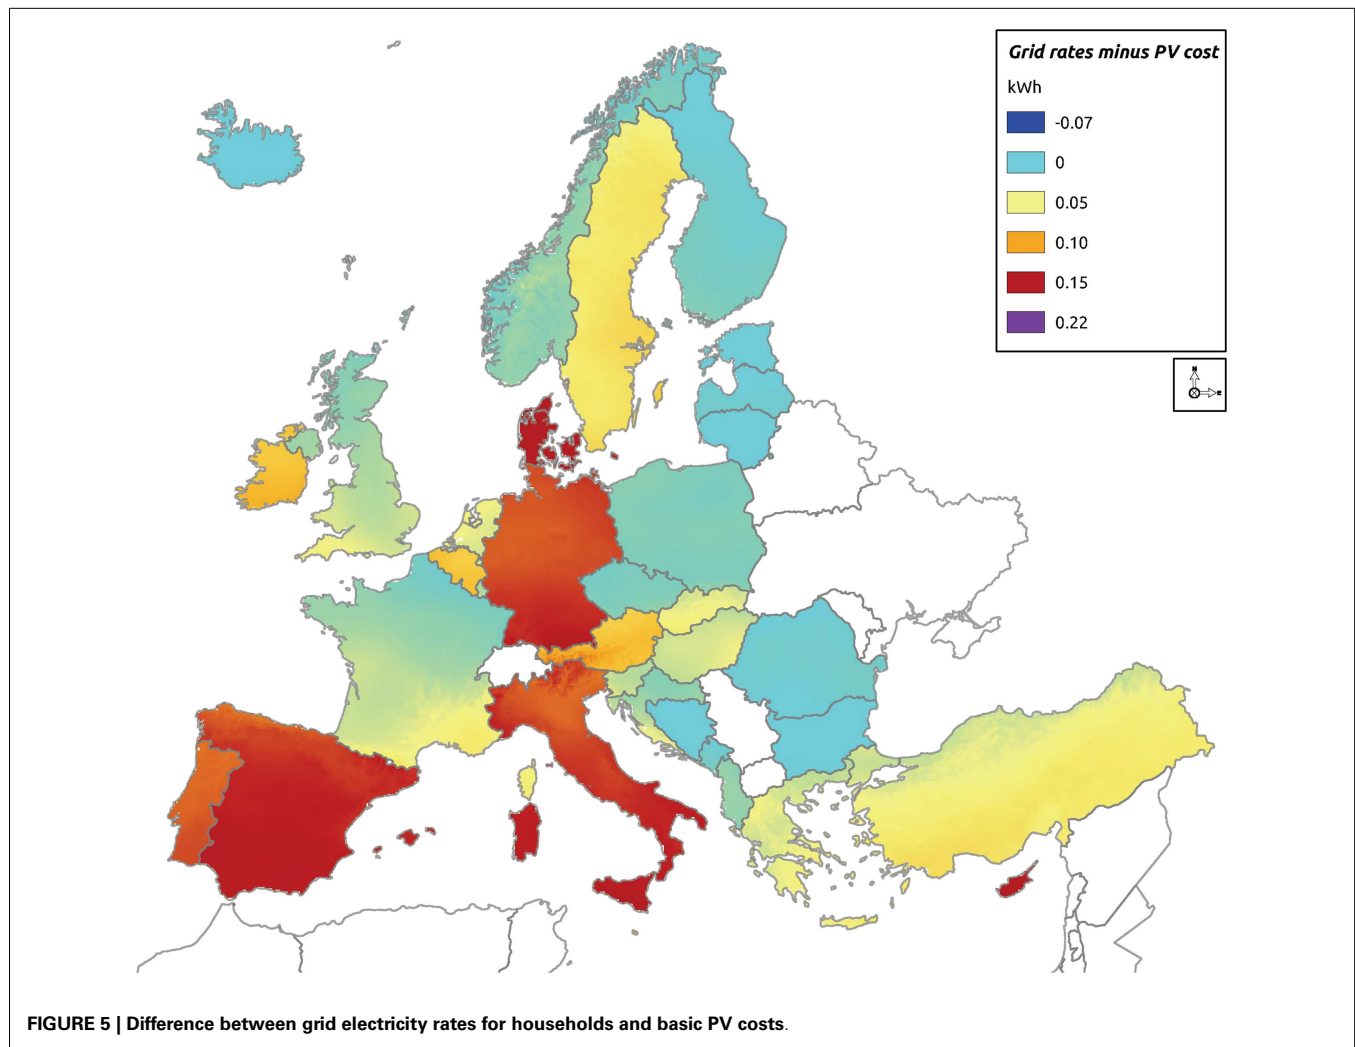 Grid rates minus PV cost
kWh
-0.07
0
0.05
0.10
0.15
0.22
N
E
FIGURE 5 | Difference between grid electricity rates for households and basic PV costs.